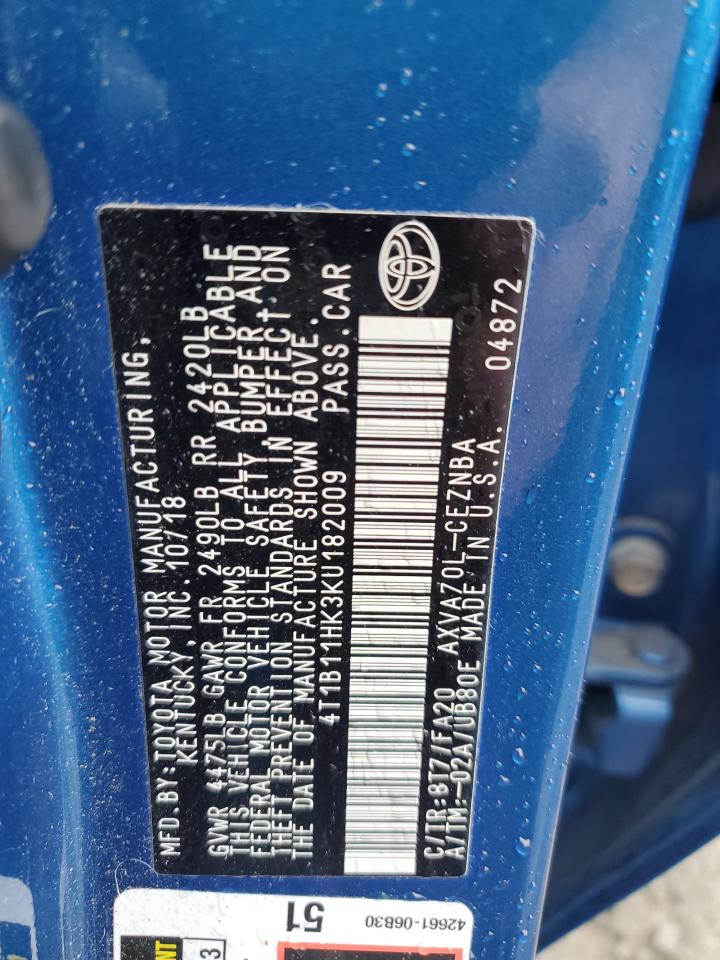 MFD.BY:TOYOTA MOTOR MANUFACTURING,
KENTUCKY, INC. 10/18
GVWR 4475LB GAWR FR 2490LB RR 2420LB
THIS VEHICLE CONFORMS TO ALL APPLICABLE
FEDERAL MOTOR VEHICLE SAFETY, BUMPER, AND
THEFT PREVENTION STANDARDS IN EFFECT ON
THE DATE OF MANUFACTURE SHOWN ABOVE.
4T1B11HK3KU182009 PASS.CAR
C/TR:8T7/FA20 AXVA70L-CEZNBA
A/TM:-02A/UB80E MADE IN U.S.A. 04872
51
42661-06B30
3